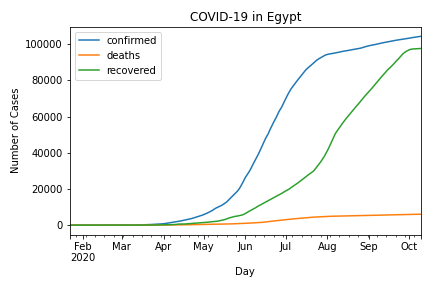 COVID-19 in Egypt
confirmed
deaths
recovered
100000
80000
60000
40000
20000
0
Number of Cases
Feb Mar Apr May Jun Jul Aug Sep Oct
2020
Day